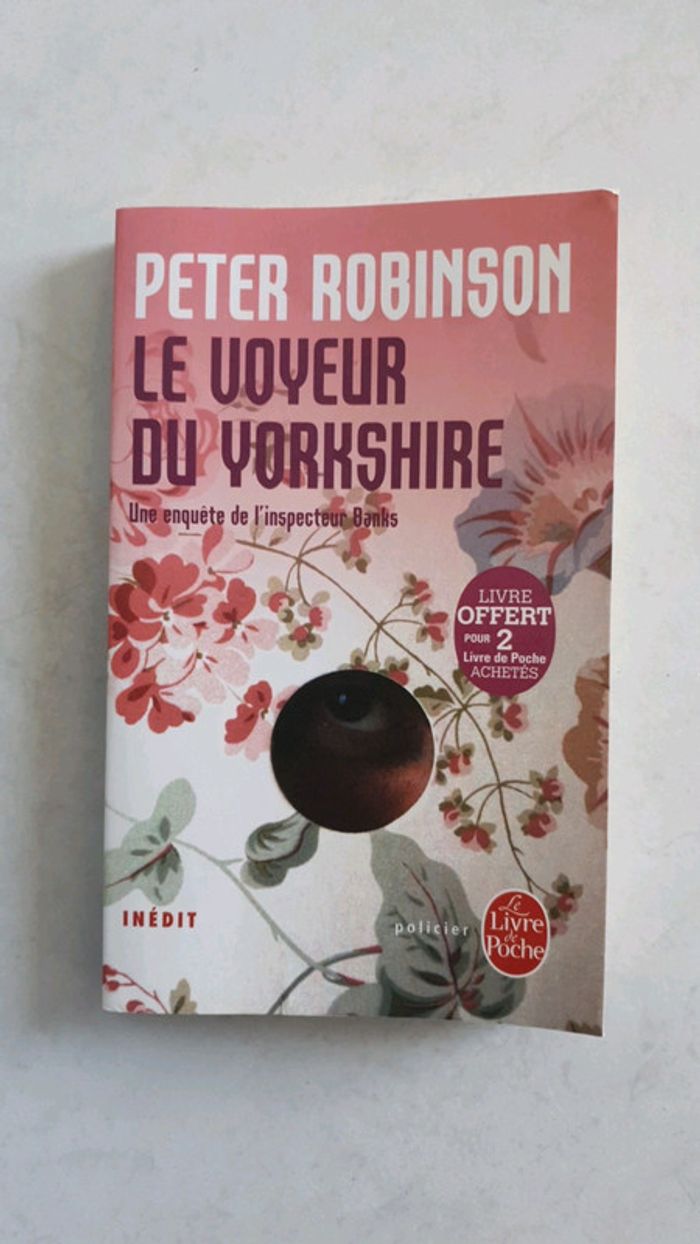 PETER ROBINSON
LE VOYEUR
DU YORKSHIRE
Une enquête de l'inspecteur Banks
LIVRE
OFFERT
POUR 2
Livre de Poche
ACHETÉS
INÉDIT
policier
Le
Livre
de
Poche